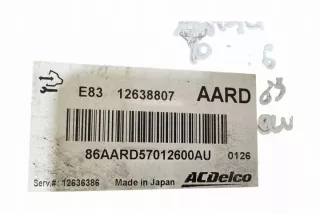 E83 12638807 AARD
86AARD57012600AU 0126
Serv.#: 12636386 Made in Japan ACDelco